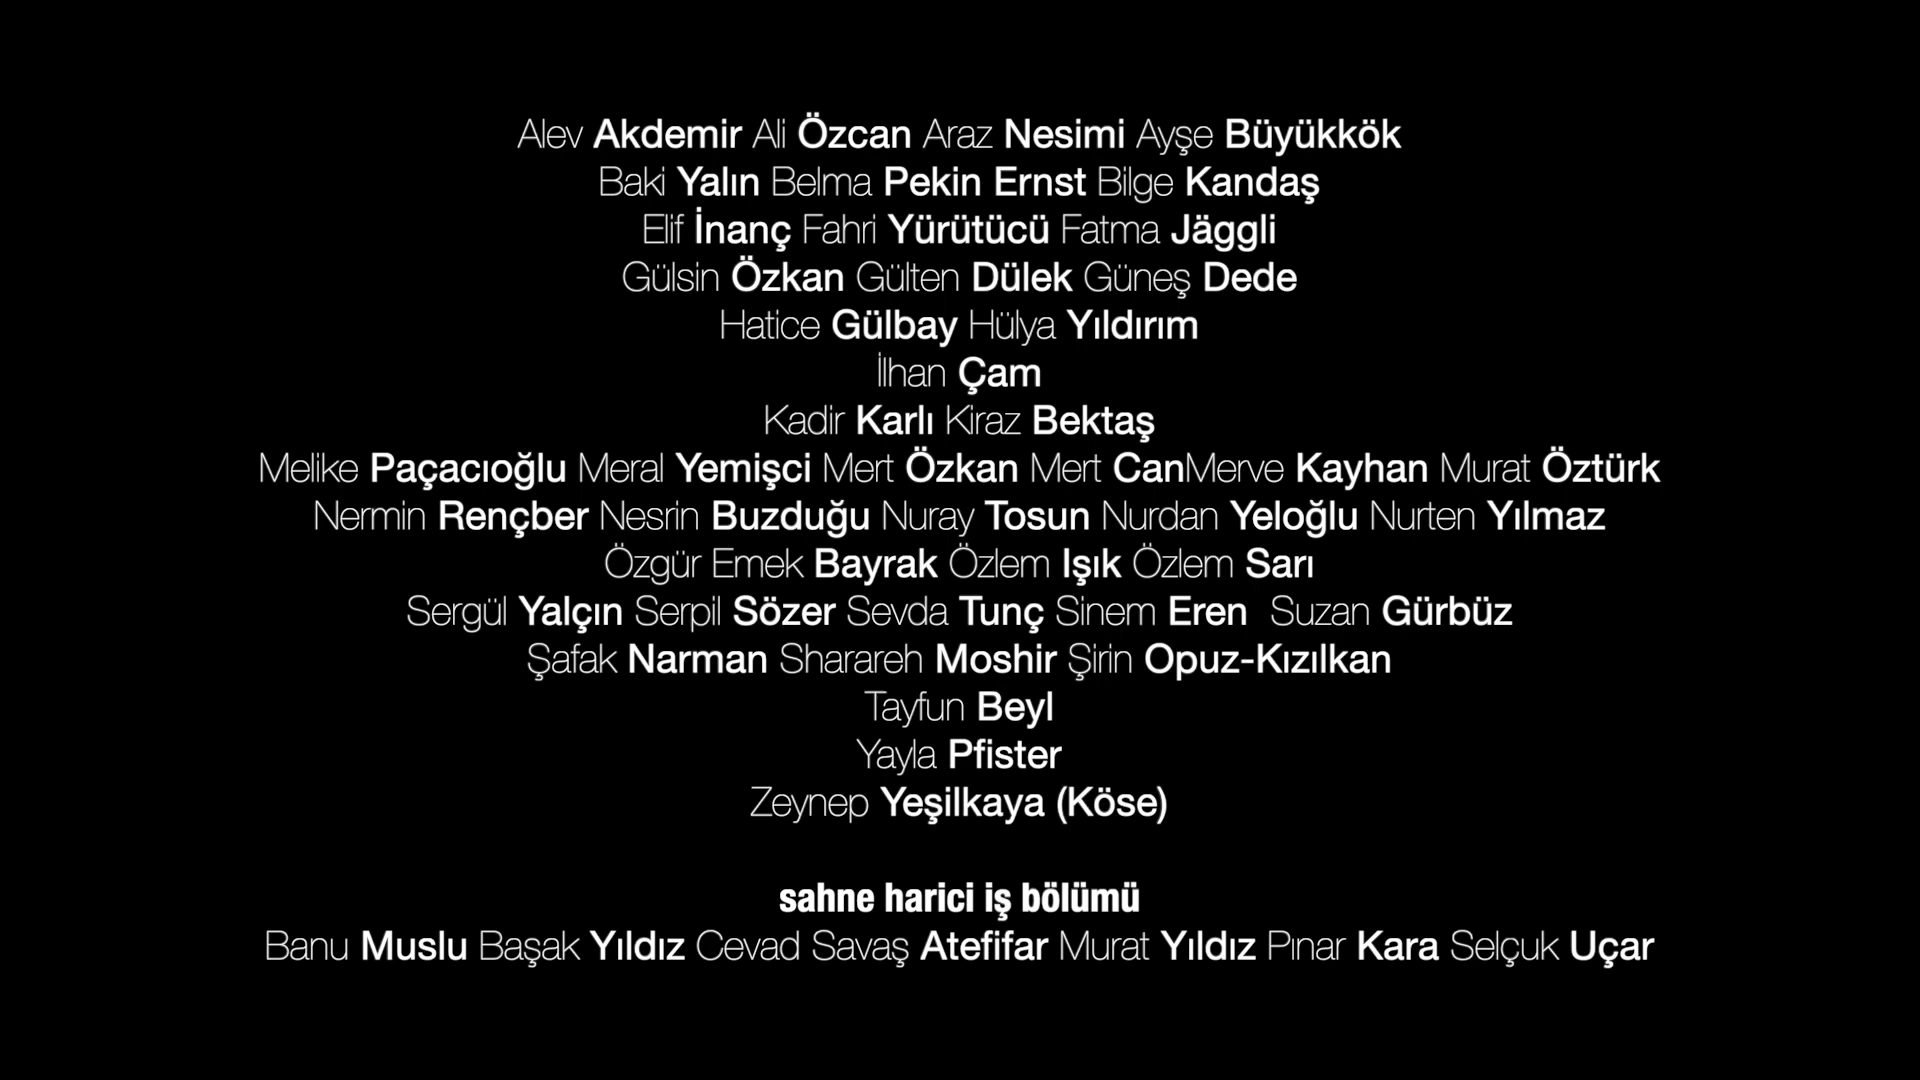 Alev Akdemir Ali Özcan Araz Nesimi Ayşe Büyükkök
Baki Yalın Belma Pekin Ernst Bilge Kandaş
Elif İnanç Fahri Yürütücü Fatma Jäggli
Gülsin Özkan Gülten Dülek Güneş Dede
Hatice Gülbay Hülya Yıldırım
İlhan Çam
Kadir Karlı Kiraz Bektaş
Melike Paçacıoğlu Meral Yemişci Mert Özkan Mert CanMerve Kayhan Murat Öztürk
Nermin Rençber Nesrin Buzduğu Nuray Tosun Nurdan Yeloğlu Nurten Yılmaz
Özgür Emek Bayrak Özlem Işık Özlem Sarı
Sergül Yalçın Serpil Sözer Sevda Tunç Sinem Eren  Suzan Gürbüz
Şafak Narman Sharareh Moshir Şirin Opuz-Kızılkan
Tayfun Beyl
Yayla Pfister
Zeynep Yeşilkaya (Köse)
sahne harici iş bölümü
Banu Muslu Başak Yıldız Cevad Savaş Atefifar Murat Yıldız Pınar Kara Selçuk Uçar